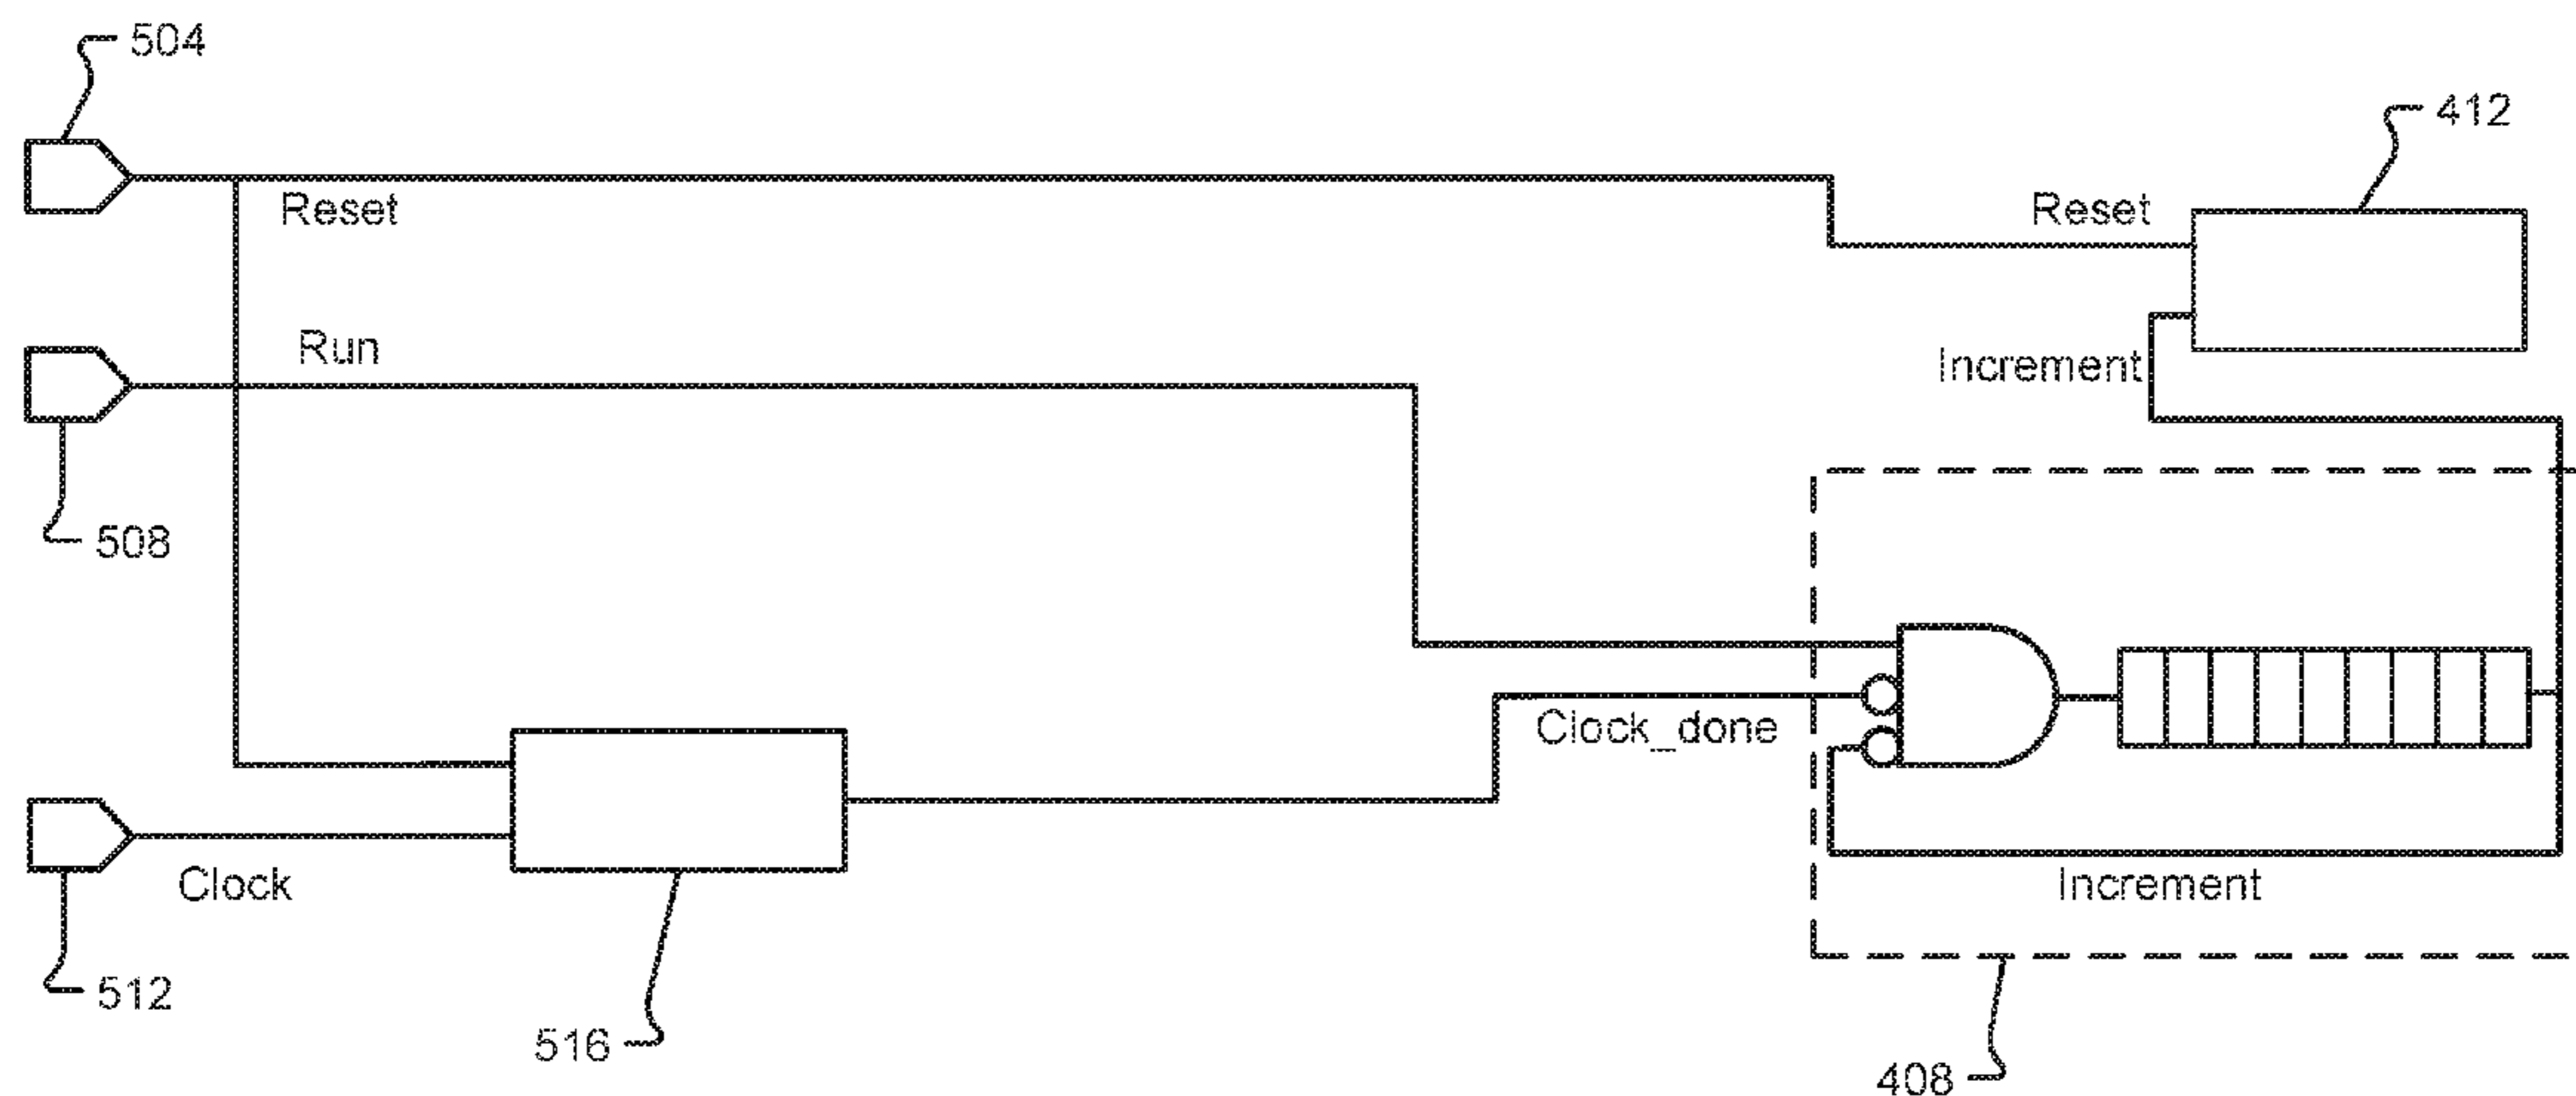 504
412
Reset
Reset
Run
Increment
508
Clock_done
Clock
Increment
512
516
408